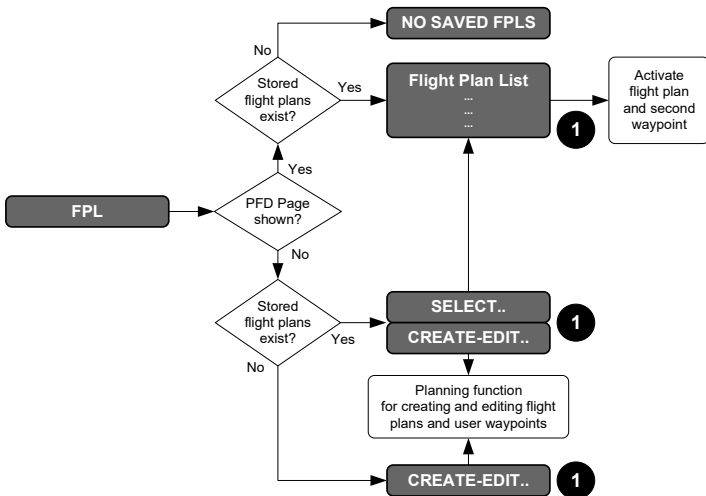 NO SAVED FPLS
No
Stored
flight plans
exist?
Yes
Flight Plan List
...
...
...
1
Activate
flight plan
and second
waypoint
Yes
FPL
PFD Page
shown?
No
Stored
flight plans
exist?
Yes
SELECT..
CREATE-EDIT..
1
No
Planning function
for creating and editing flight
plans and user waypoints
CREATE-EDIT..
1